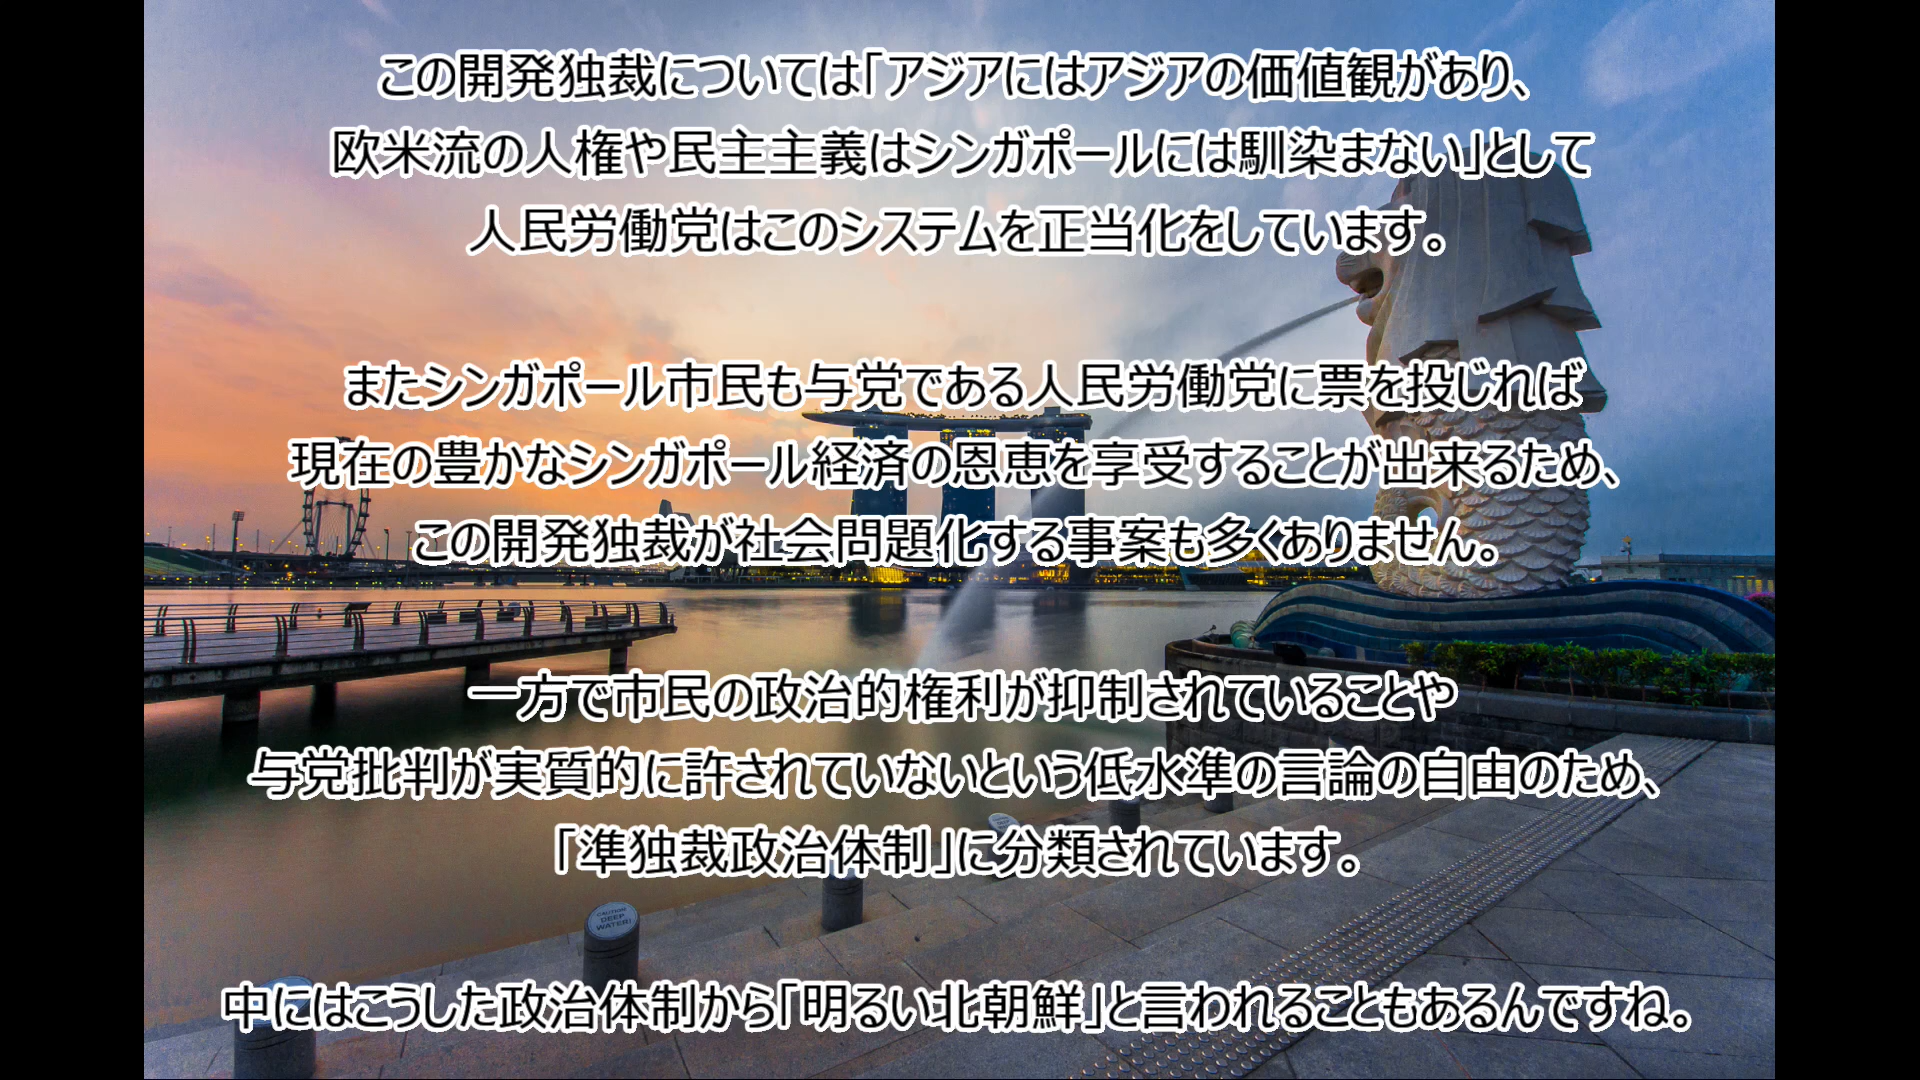 この開発独裁については「アジアにはアジアの価値観があり、
欧米流の人権や民主主義はシンガポールには馴染まない」として
人民労働党はこのシステムを正当化をしています。
またシンガポール市民も与党である人民労働党に票を投じれば
現在の豊かなシンガポール経済の恩恵を享受することが出来るため、
この開発独裁が社会問題化する事案も多くありません。
一方で市民の政治的権利が抑制されていることや
与党批判が実質的に許されていないという低水準の言論の自由のため、
「準独裁政治体制」に分類されています。
CAUTION
DEEP
WATER!
中にはこうした政治体制から「明るい北朝鮮」と言われることもあるんですね。